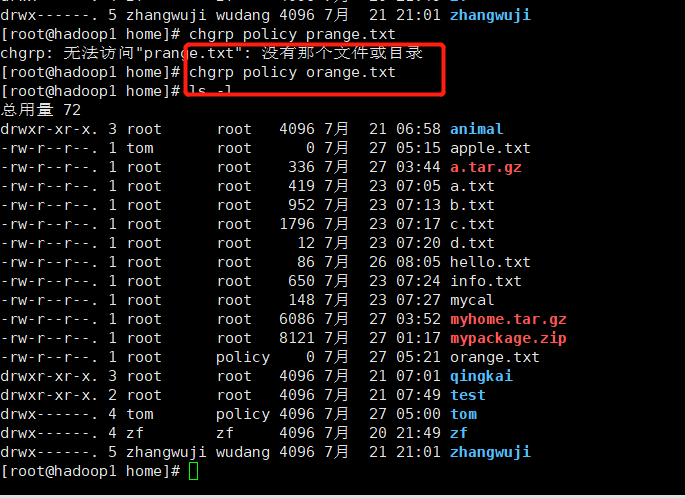 drwx------. 5 zhangwuji wudang 4096 7月  21 21:01 zhangwuji
[root@hadoop1 home]# chgrp policy prange.txt
chgrp: 无法访问"prange.txt": 没有那个文件或目录
[root@hadoop1 home]# chgrp policy orange.txt
[root@hadoop1 home]# ls -l
总用量 72
drwxr-xr-x. 3 root      root   4096 7月  21 06:58 animal
-rw-r--r--. 1 tom       root      0 7月  27 05:15 apple.txt
-rw-r--r--. 1 root      root    336 7月  27 03:44 a.tar.gz
-rw-r--r--. 1 root      root    419 7月  23 07:05 a.txt
-rw-r--r--. 1 root      root    952 7月  23 07:13 b.txt
-rw-r--r--. 1 root      root   1796 7月  23 07:17 c.txt
-rw-r--r--. 1 root      root     12 7月  23 07:20 d.txt
-rw-r--r--. 1 root      root     86 7月  26 08:05 hello.txt
-rw-r--r--. 1 root      root    650 7月  23 07:24 info.txt
-rw-r--r--. 1 root      root    148 7月  23 07:27 mycal
-rw-r--r--. 1 root      root   6086 7月  27 03:52 myhome.tar.gz
-rw-r--r--. 1 root      root   8121 7月  27 01:17 mypackage.zip
-rw-r--r--. 1 root      policy    0 7月  27 05:21 orange.txt
drwxr-xr-x. 3 root      root   4096 7月  21 07:01 qingkai
drwxr-xr-x. 2 root      root   4096 7月  21 07:49 test
drwx------. 4 tom       policy 4096 7月  27 05:00 tom
drwx------. 4 zf        zf     4096 7月  20 21:49 zf
drwx------. 5 zhangwuji wudang 4096 7月  21 21:01 zhangwuji
[root@hadoop1 home]#